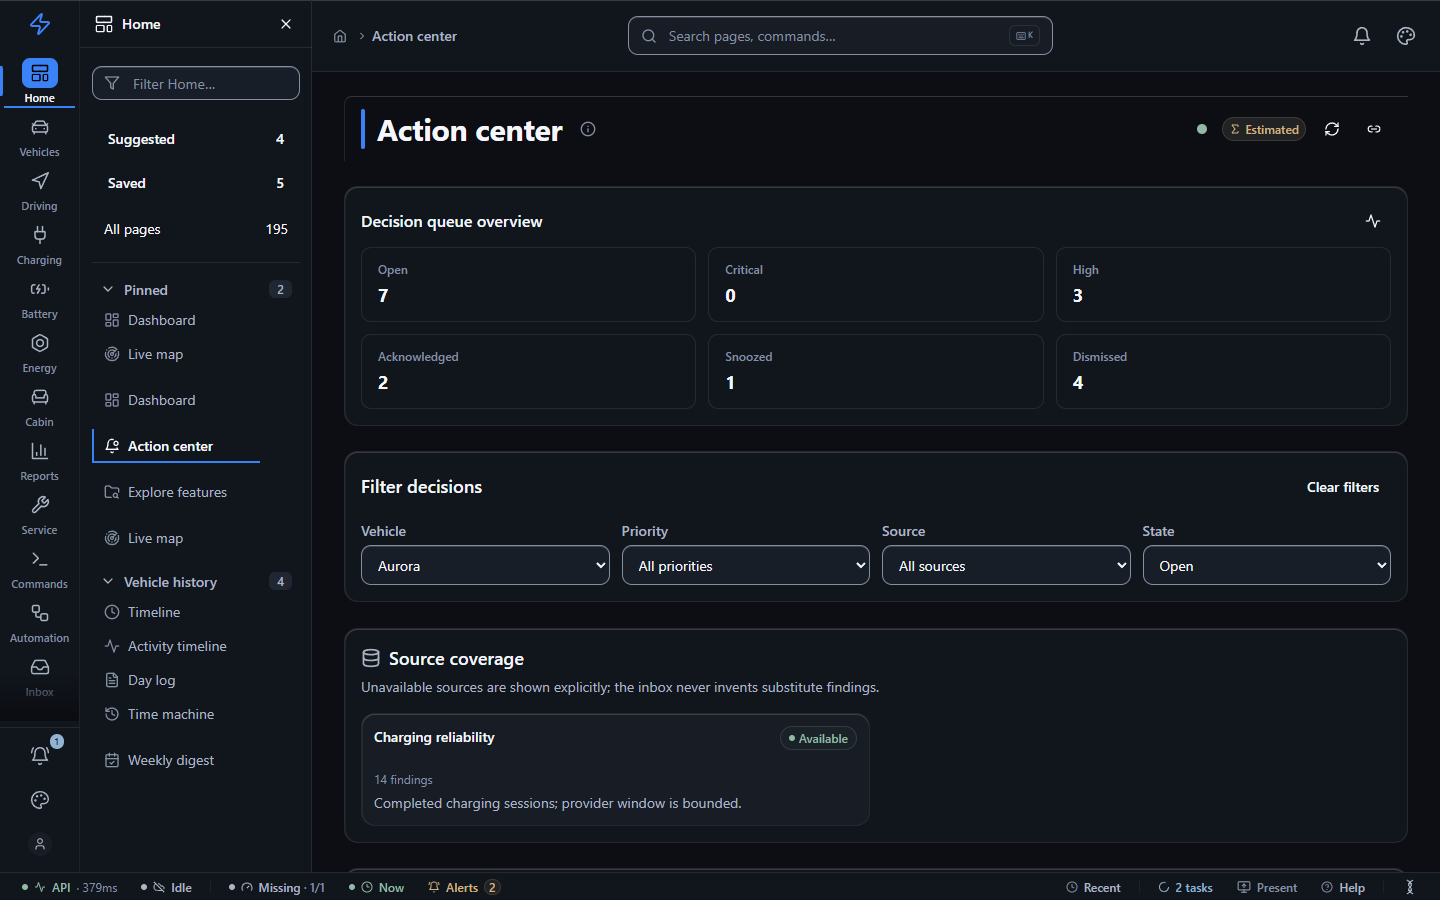 Home
Vehicles
Driving
Charging
Battery
Energy
Cabin
Reports
Service
Commands
Automation
Inbox
1
Home
Filter Home...
Suggested 4
Saved 5
All pages 195
Pinned 2
Dashboard
Live map
Dashboard
Action center
Explore features
Live map
Vehicle history 4
Timeline
Activity timeline
Day log
Time machine
Weekly digest
Action center
Search pages, commands... K
Action center
Σ Estimated
Decision queue overview
Open
7
Critical
0
High
3
Acknowledged
2
Snoozed
1
Dismissed
4
Filter decisions
Clear filters
Vehicle
Aurora
Priority
All priorities
Source
All sources
State
Open
Source coverage
Unavailable sources are shown explicitly; the inbox never invents substitute findings.
Charging reliability
Available
14 findings
Completed charging sessions; provider window is bounded.
API · 379ms
Idle
Missing · 1/1
Now
Alerts 2
Recent
2 tasks
Present
Help